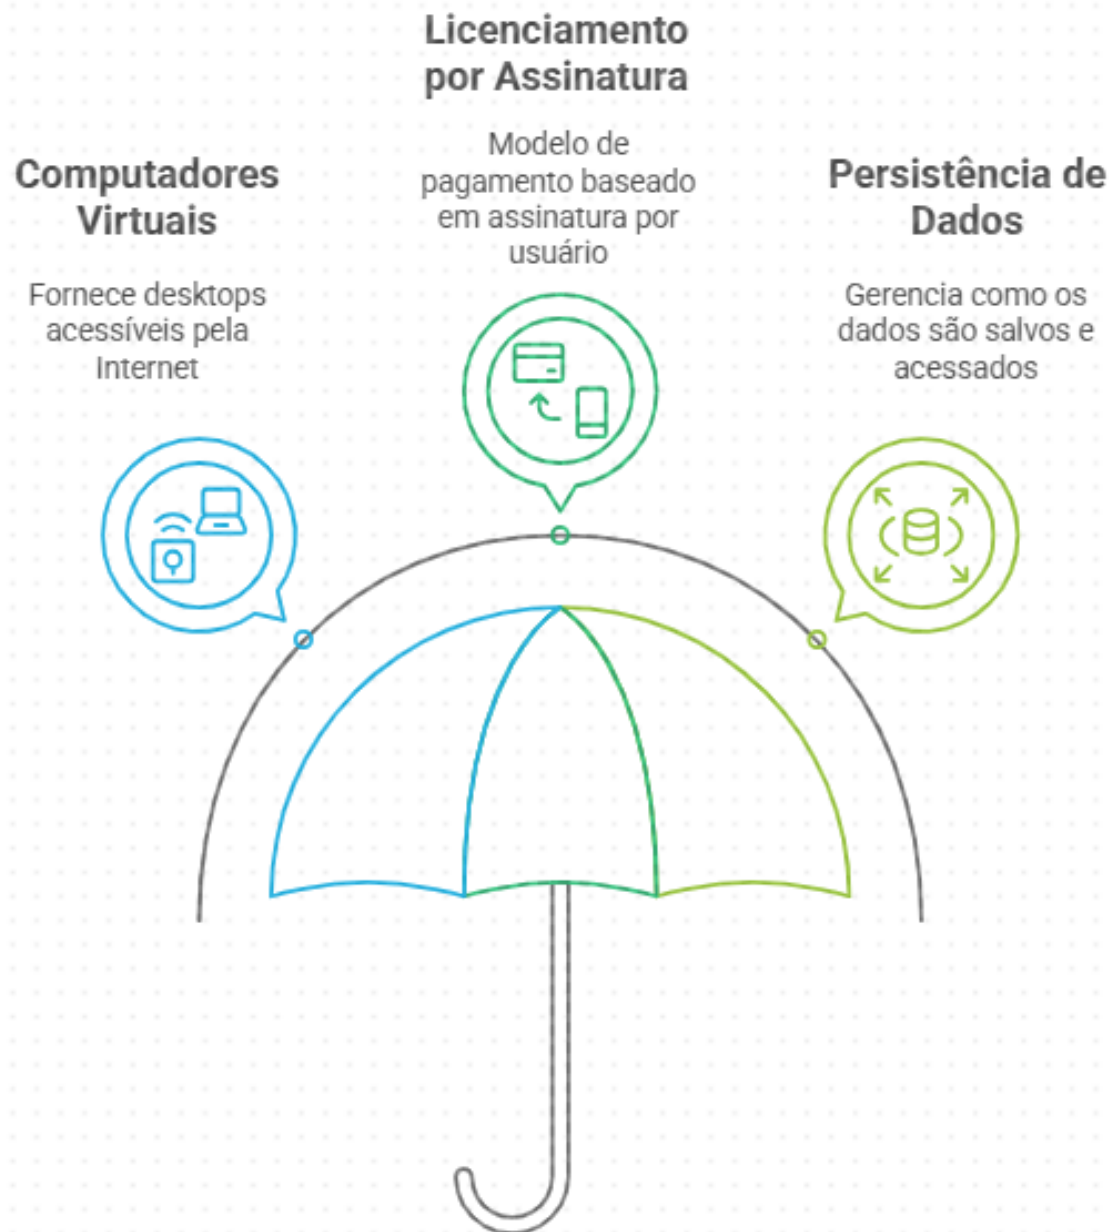 Computadores
Virtuais
Fornece desktops
acessíveis pela
Internet
Licenciamento
por Assinatura
Modelo de
pagamento baseado
em assinatura por
usuário
Persistência de
Dados
Gerencia como os
dados são salvos e
acessados